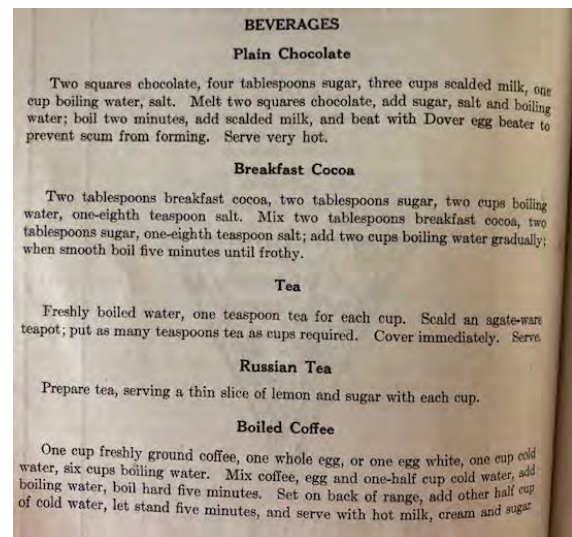 BEVERAGES
Plain Chocolate
Two squares chocolate, four tablespoons sugar, three cups scalded milk, one
cup boiling water, salt. Melt two squares chocolate, add sugar, salt and boiling
water; boil two minutes, add scalded milk, and beat with Dover egg beater to
prevent scum from forming. Serve very hot.
Breakfast Cocoa
Two tablespoons breakfast cocoa, two tablespoons sugar, two cups boiling
water, one-eighth teaspoon salt. Mix two tablespoons breakfast cocoa, two
tablespoons sugar, one-eighth teaspoon salt; add two cups boiling water gradually;
when smooth boil five minutes until frothy.
Tea
Freshly boiled water, one teaspoon tea for each cup. Scald an agate-ware
teapot; put as many teaspoons tea as cups required. Cover immediately. Serve.
Russian Tea
Prepare tea, serving a thin slice of lemon and sugar with each cup.
Boiled Coffee
One cup freshly ground coffee, one whole egg, or one egg white, one cup cold
water, six cups boiling water. Mix coffee, egg and one-half cup cold water, add
boiling water, boil hard five minutes. Set on back of range, add other half cup
of cold water, let stand five minutes, and serve with hot milk, cream and sugar.